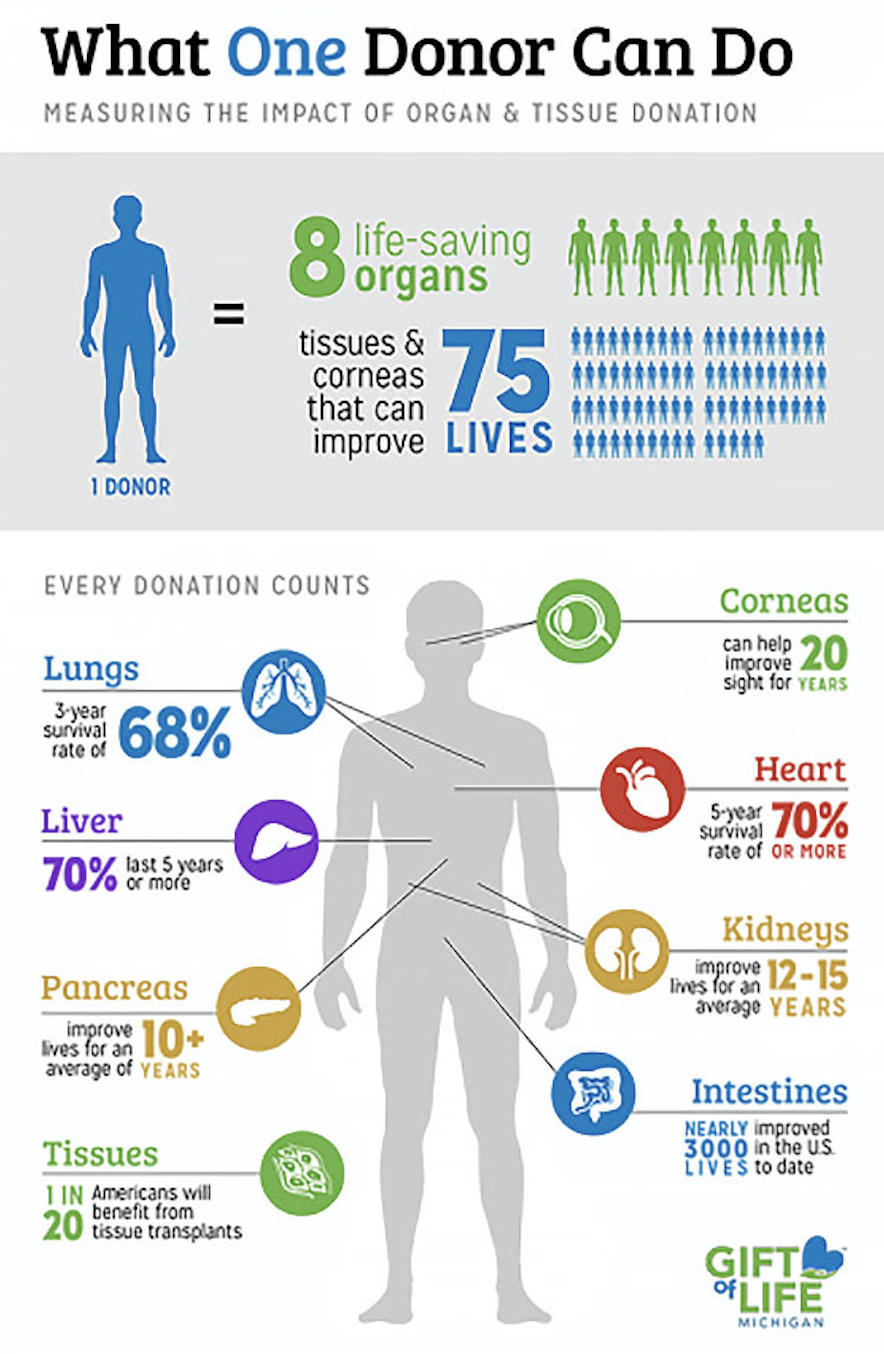 What One Donor Can Do
MEASURING THE IMPACT OF ORGAN & TISSUE DONATION
8 life-saving
organs
=
tissues &
corneas
that can
improve
75
LIVES
1 DONOR
EVERY DONATION COUNTS
Corneas
can help
improve
sight for
20
YEARS
Lungs
3-year
survival
rate of
68%
Heart
5-year
survival
rate of
70%
OR MORE
Liver
70%
last 5 years
or more
Kidneys
improve
lives for an
average
12-15
YEARS
Pancreas
improve
lives for an
average of
10+
YEARS
Intestines
NEARLY improved
3000 in the U.S.
LIVES to date
Tissues
1 IN
20
Americans will
benefit from
tissue transplants
GIFT
of LIFE
MICHIGAN